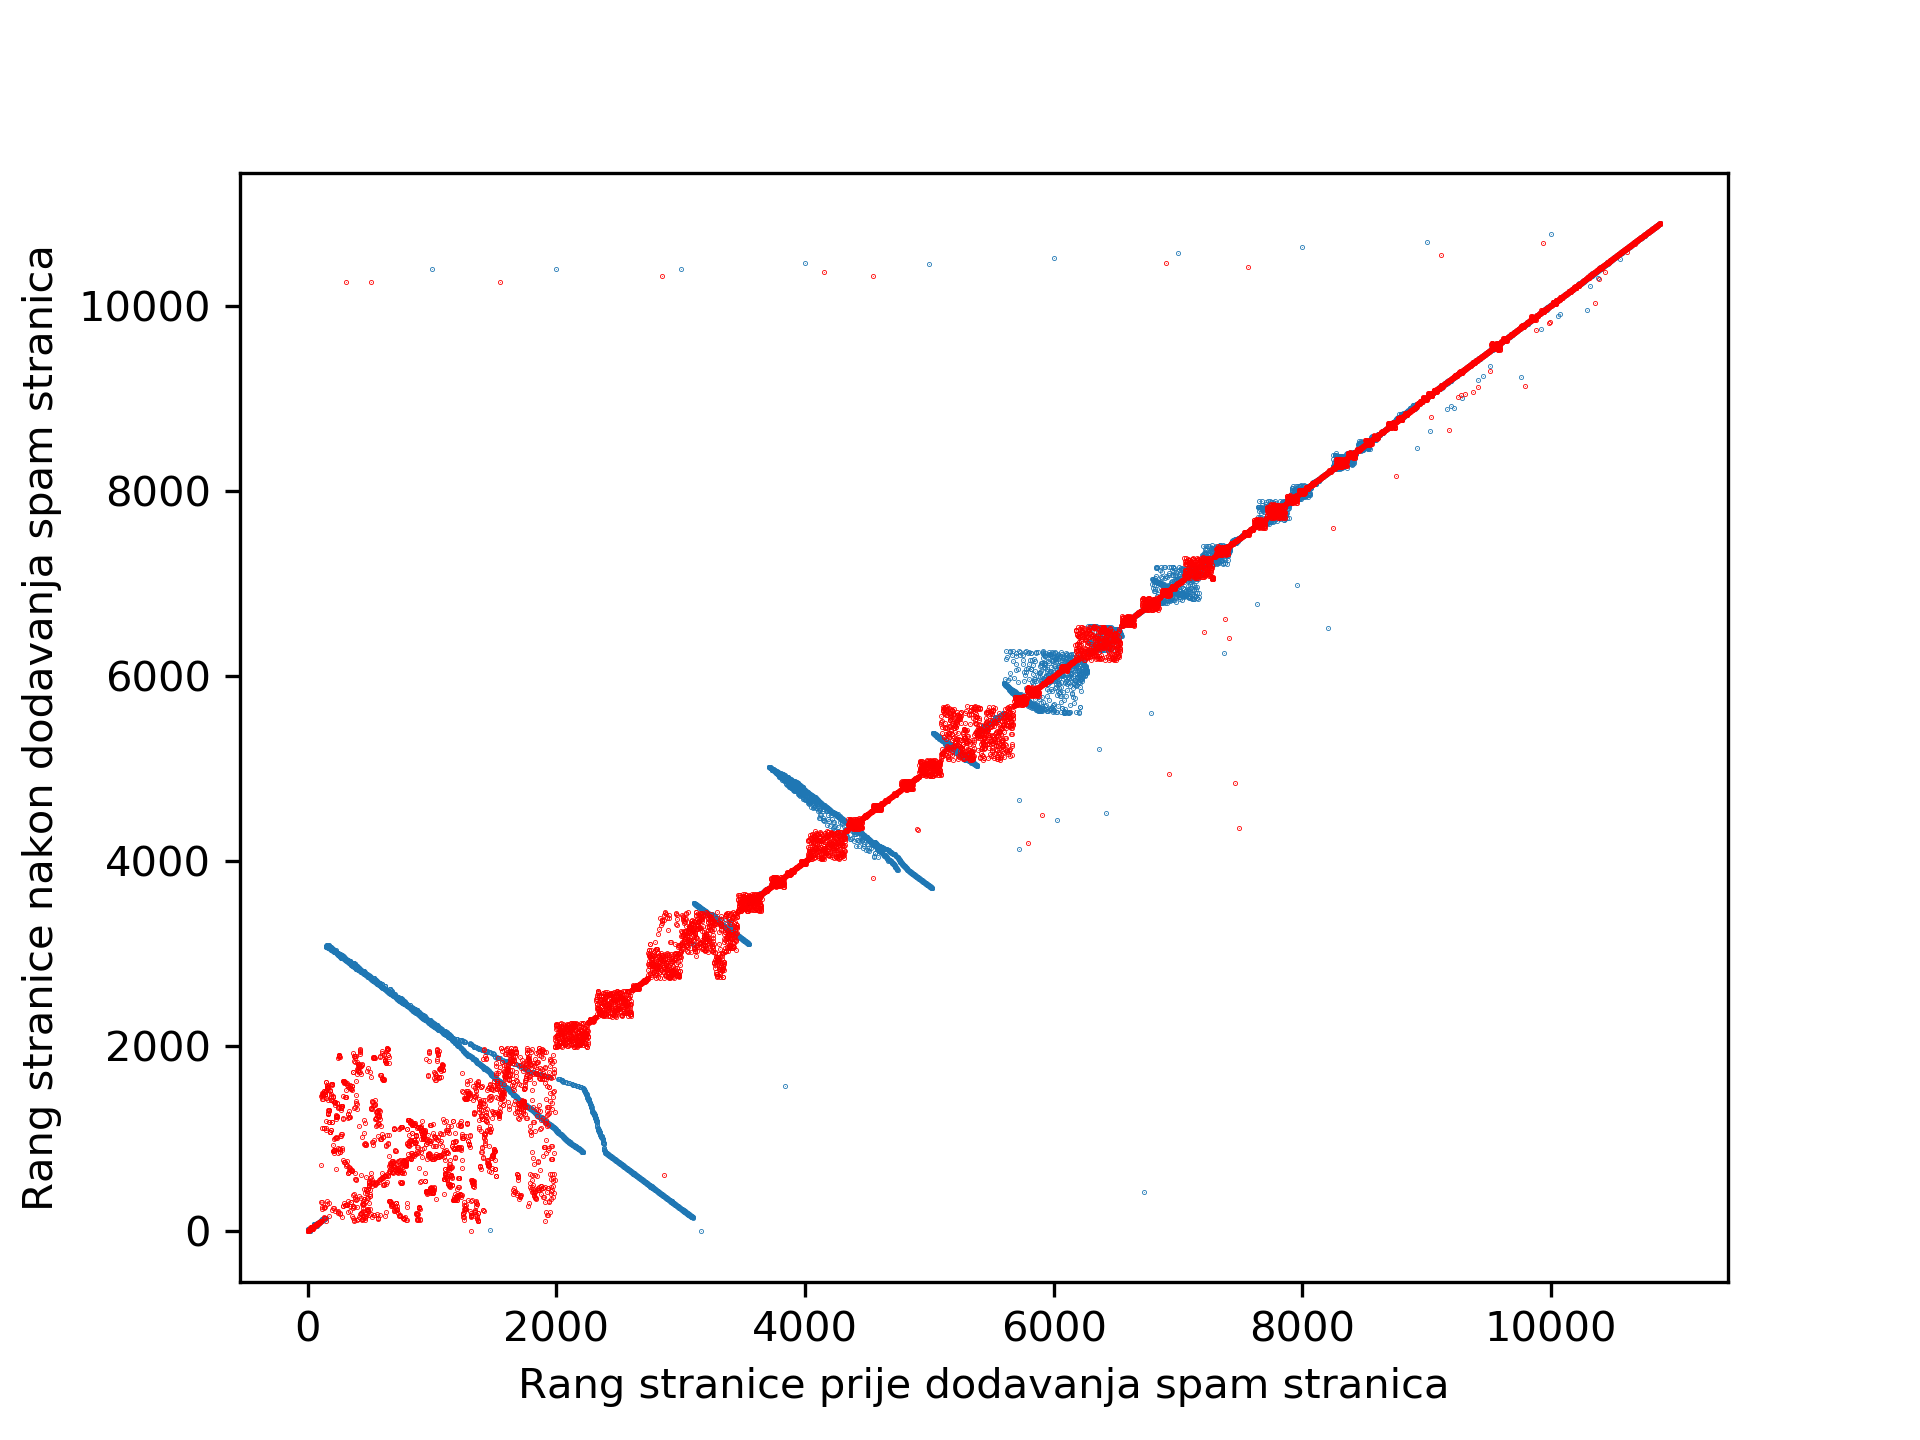 Rang stranice nakon dodavanja spam stranica
10000
8000
6000
4000
2000
0
0 2000 4000 6000 8000 10000
Rang stranice prije dodavanja spam stranica